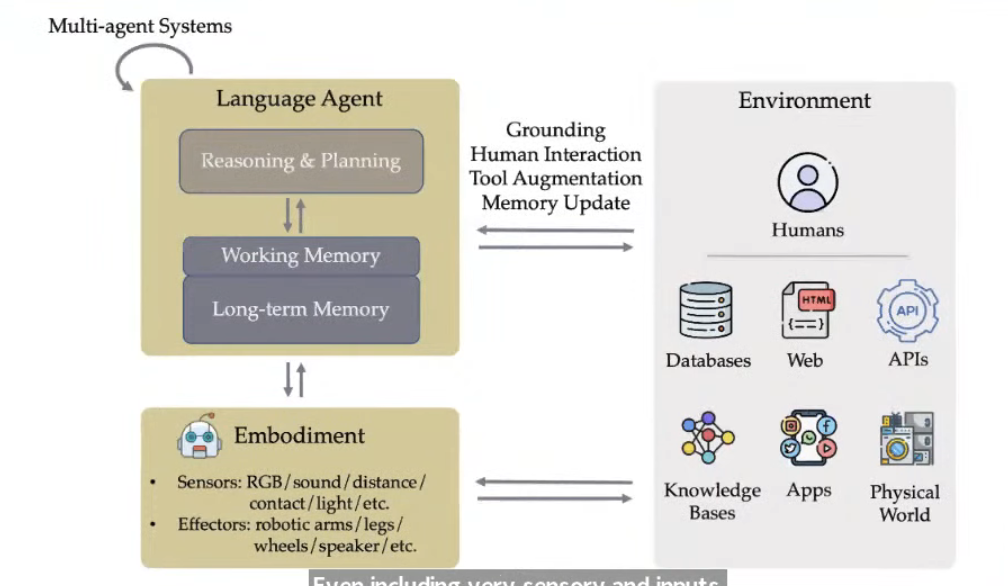 Multi-agent Systems
Language Agent
Reasoning & Planning
Working Memory
Long-term Memory
Grounding
Human Interaction
Tool Augmentation
Memory Update
Embodiment
• Sensors: RGB/sound/distance/
contact/light/etc.
• Effectors: robotic arms/legs/
wheels/speaker/etc.
Environment
Humans
HTML
{==}
API
Databases
Web
APIs
Knowledge
Bases
Apps
Physical
World
Even including very sensory and inputs